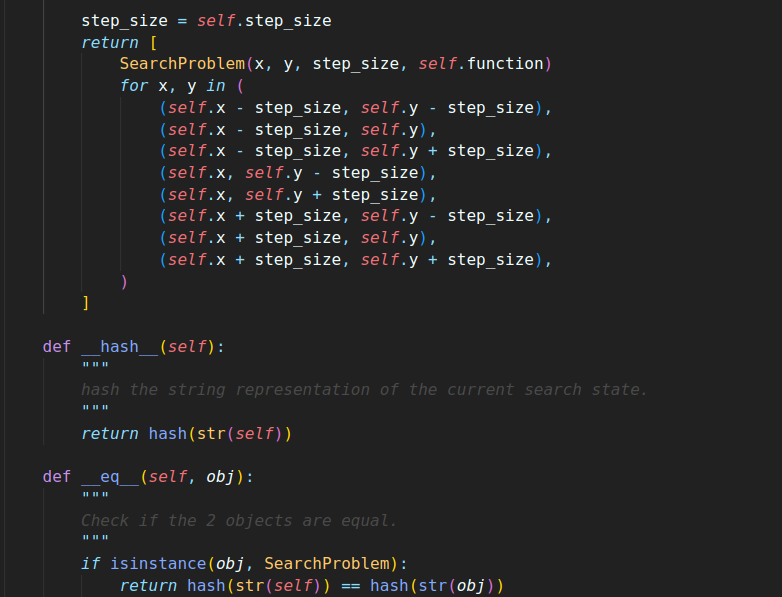 step_size = self.step_size
return [
SearchProblem(x, y, step_size, self.function)
for x, y in (
(self.x - step_size, self.y - step_size),
(self.x - step_size, self.y),
(self.x - step_size, self.y + step_size),
(self.x, self.y - step_size),
(self.x, self.y + step_size),
(self.x + step_size, self.y - step_size),
(self.x + step_size, self.y),
(self.x + step_size, self.y + step_size),
)
]
def __hash__(self):
"""
hash the string representation of the current search state.
"""
return hash(str(self))
def __eq__(self, obj):
"""
Check if the 2 objects are equal.
"""
if isinstance(obj, SearchProblem):
return hash(str(self)) == hash(str(obj))